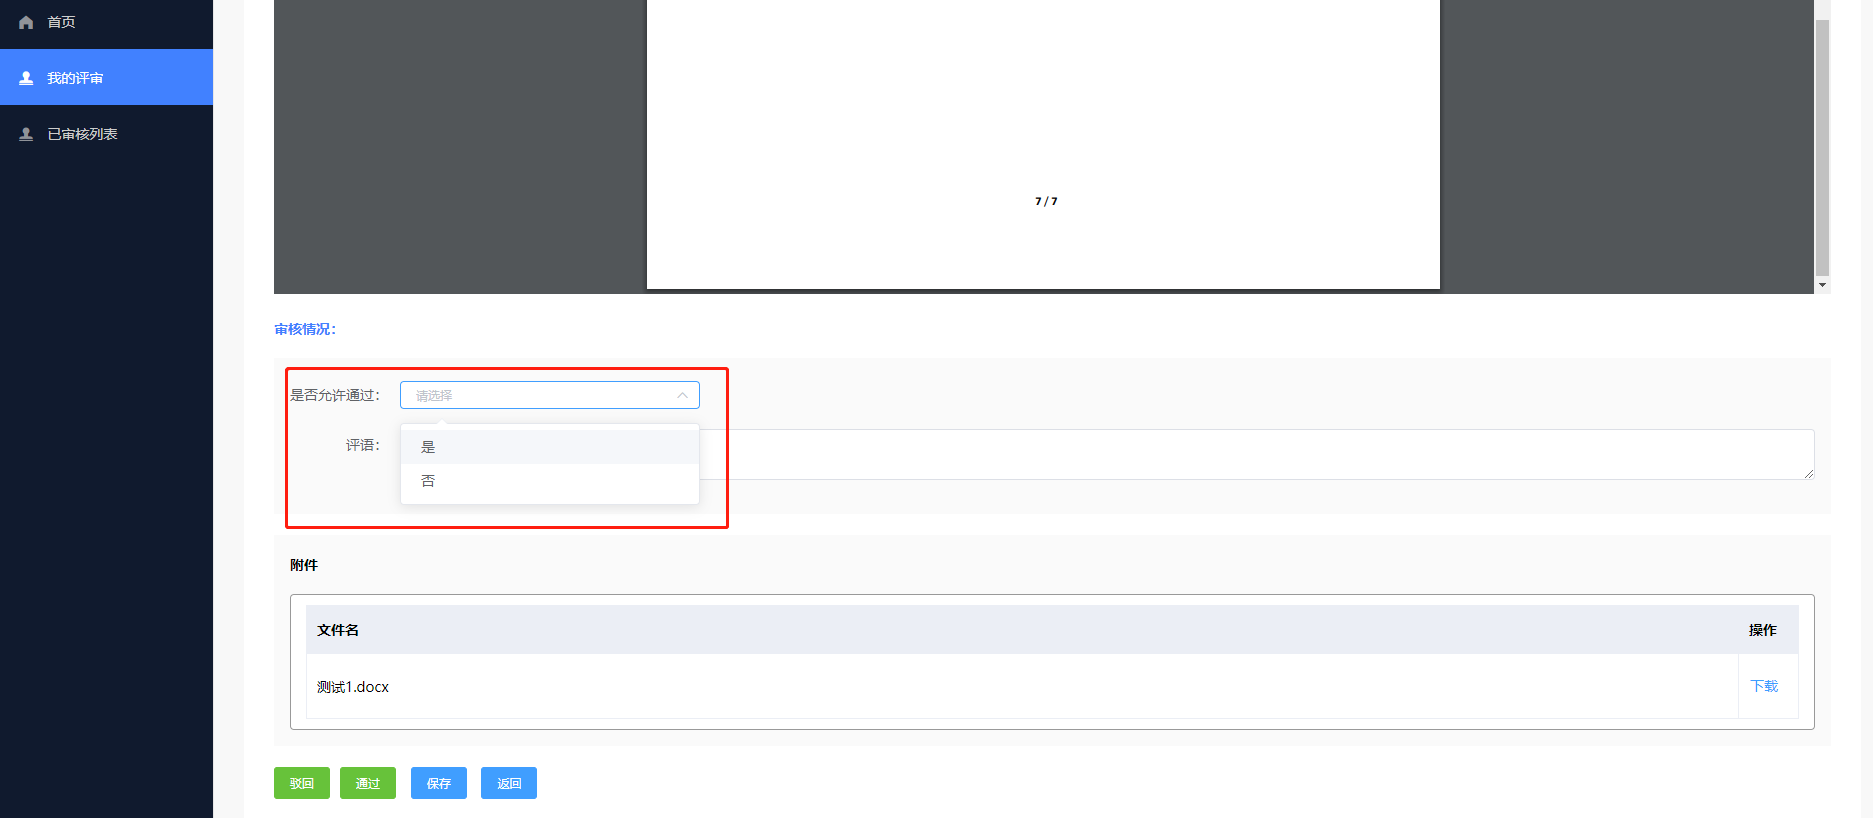 首页
我的评审
已审核列表
7 / 7
审核情况：
是否允许通过：
请选择
评语：
是
否
附件
文件名 操作
测试1.docx 下载
驳回 通过 保存 返回